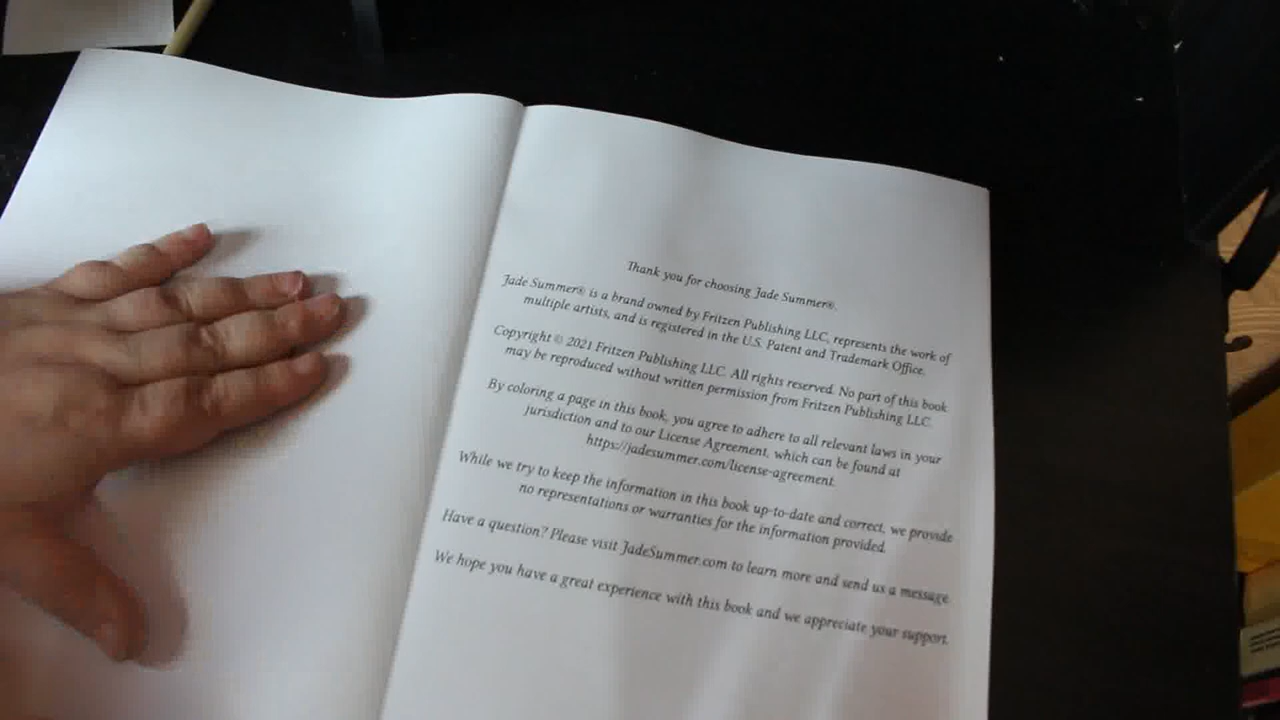 Thank you for choosing Jade Summer®.
Jade Summer® is a brand owned by Fritzen Publishing LLC, represents the work of
multiple artists, and is registered in the U.S. Patent and Trademark Office.
Copyright © 2021 Fritzen Publishing LLC. All rights reserved. No part of this book
may be reproduced without written permission from Fritzen Publishing LLC.
By coloring a page in this book, you agree to adhere to all relevant laws in your
jurisdiction and to our License Agreement, which can be found at
https://jadesummer.com/license-agreement.
While we try to keep the information in this book up-to-date and correct, we provide
no representations or warranties for the information provided.
Have a question? Please visit JadeSummer.com to learn more and send us a message.
We hope you have a great experience with this book and we appreciate your support.